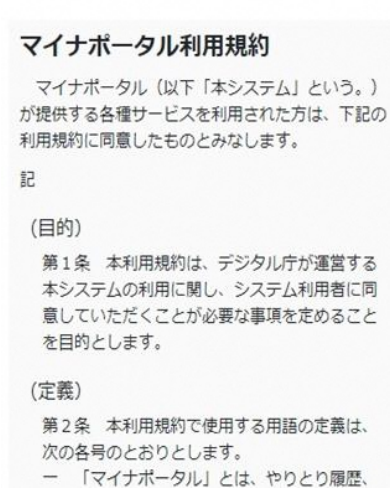 マイナポータル利用規約
マイナポータル（以下「本システム」という。）
が提供する各種サービスを利用された方は、下記の
利用規約に同意したものとみなします。
記
（目的）
第１条　本利用規約は、デジタル庁が運営する
本システムの利用に関し、システム利用者に同
意していただくことが必要な事項を定めること
を目的とします。
（定義）
第２条　本利用規約で使用する用語の定義は、
次の各号のとおりとします。
一　「マイナポータル」とは、やりとり履歴、